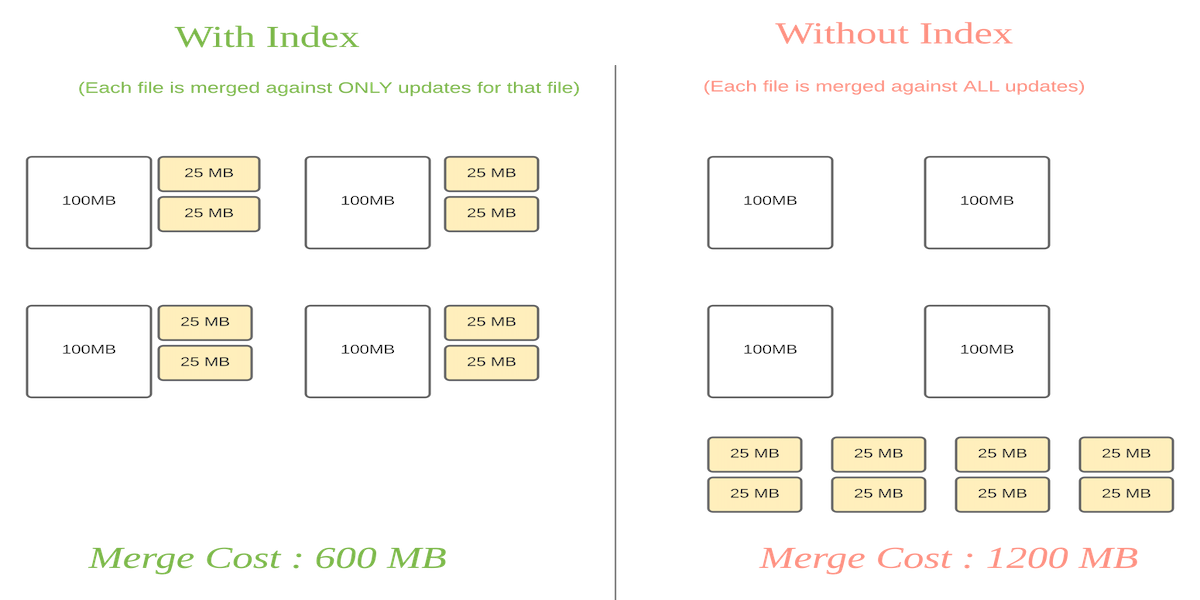 With Index
(Each file is merged against ONLY updates for that file)
100MB
25 MB
25 MB
100MB
25 MB
25 MB
100MB
25 MB
25 MB
100MB
25 MB
25 MB
Merge Cost : 600 MB
Without Index
(Each file is merged against ALL updates)
100MB
100MB
100MB
100MB
25 MB
25 MB
25 MB
25 MB
25 MB
25 MB
25 MB
25 MB
Merge Cost : 1200 MB